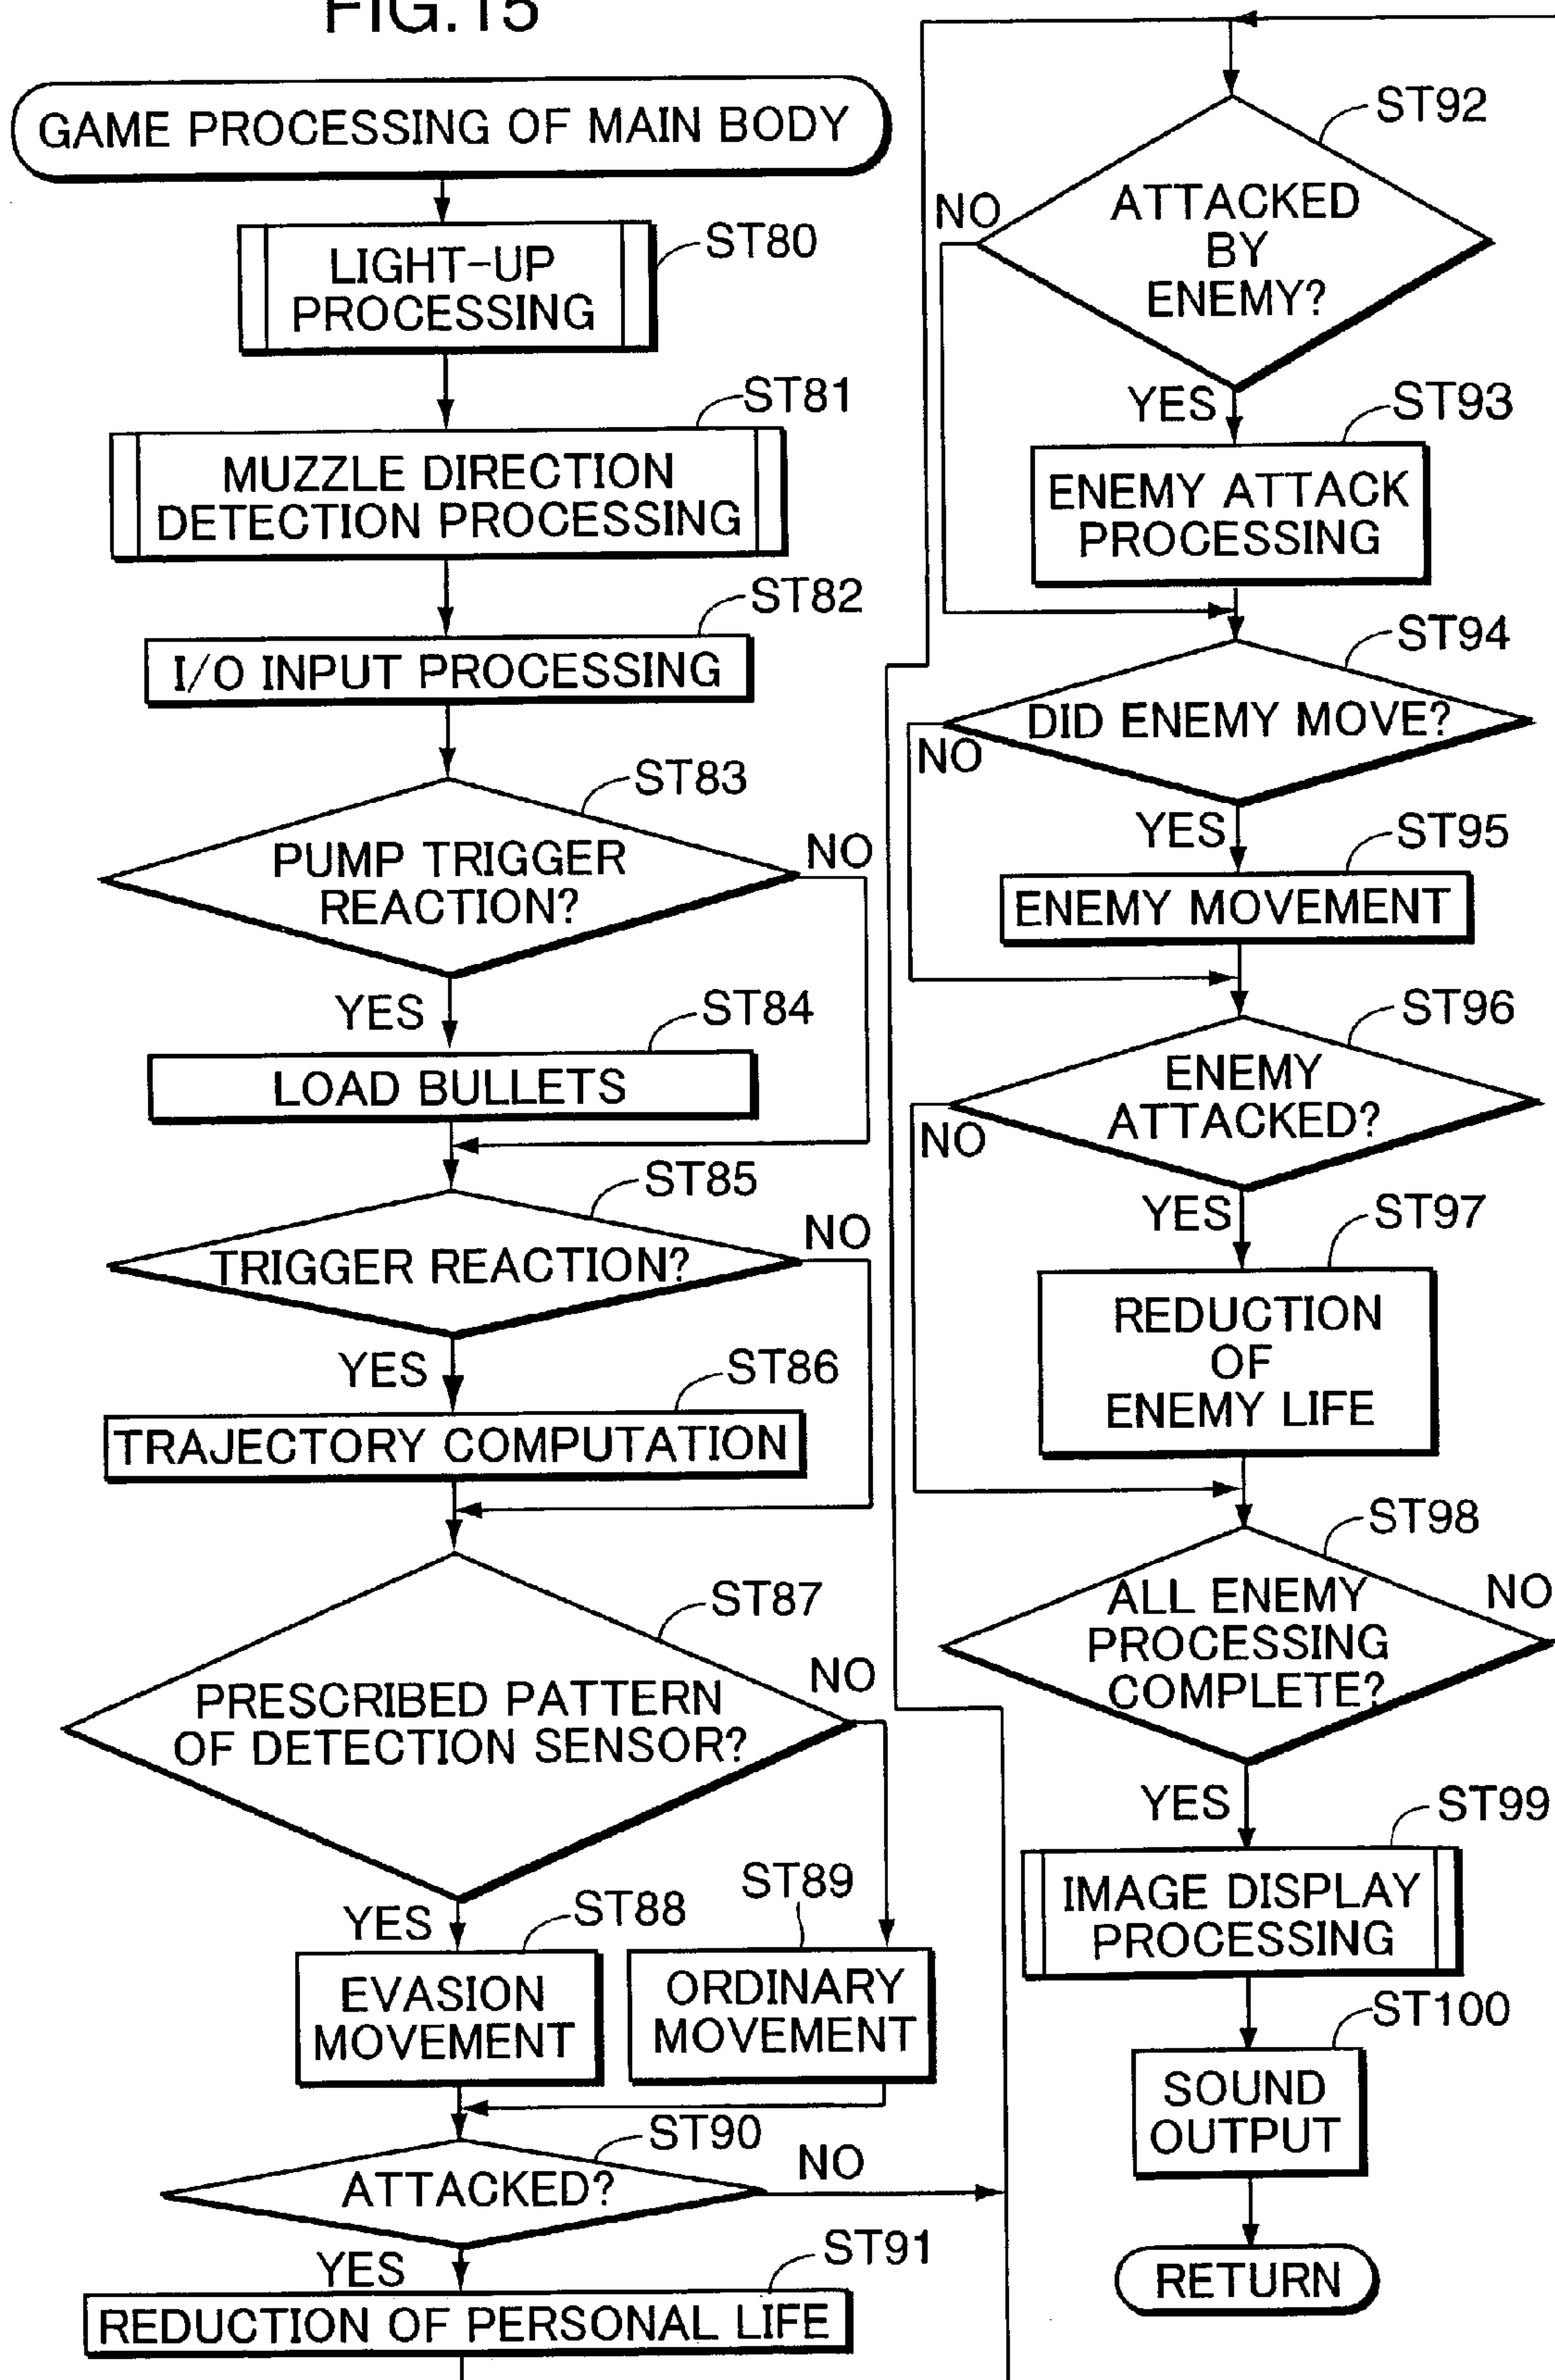 FIG.15
GAME PROCESSING OF MAIN BODY
ST80
LIGHT-UP
PROCESSING
ST81
MUZZLE DIRECTION
DETECTION PROCESSING
ST82
I/O INPUT PROCESSING
ST83
PUMP TRIGGER
REACTION?
NO
YES
ST84
LOAD BULLETS
ST85
TRIGGER REACTION?
NO
YES
ST86
TRAJECTORY COMPUTATION
ST87
PRESCRIBED PATTERN
OF DETECTION SENSOR?
NO
YES
ST88
EVASION
MOVEMENT
ST89
ORDINARY
MOVEMENT
ST90
ATTACKED?
NO
YES
ST91
REDUCTION OF PERSONAL LIFE
ST92
ATTACKED
BY
ENEMY?
NO
YES
ST93
ENEMY ATTACK
PROCESSING
ST94
DID ENEMY MOVE?
NO
YES
ST95
ENEMY MOVEMENT
ST96
ENEMY
ATTACKED?
NO
YES
ST97
REDUCTION
OF
ENEMY LIFE
ST98
ALL ENEMY
PROCESSING
COMPLETE?
NO
YES
ST99
IMAGE DISPLAY
PROCESSING
ST100
SOUND
OUTPUT
RETURN